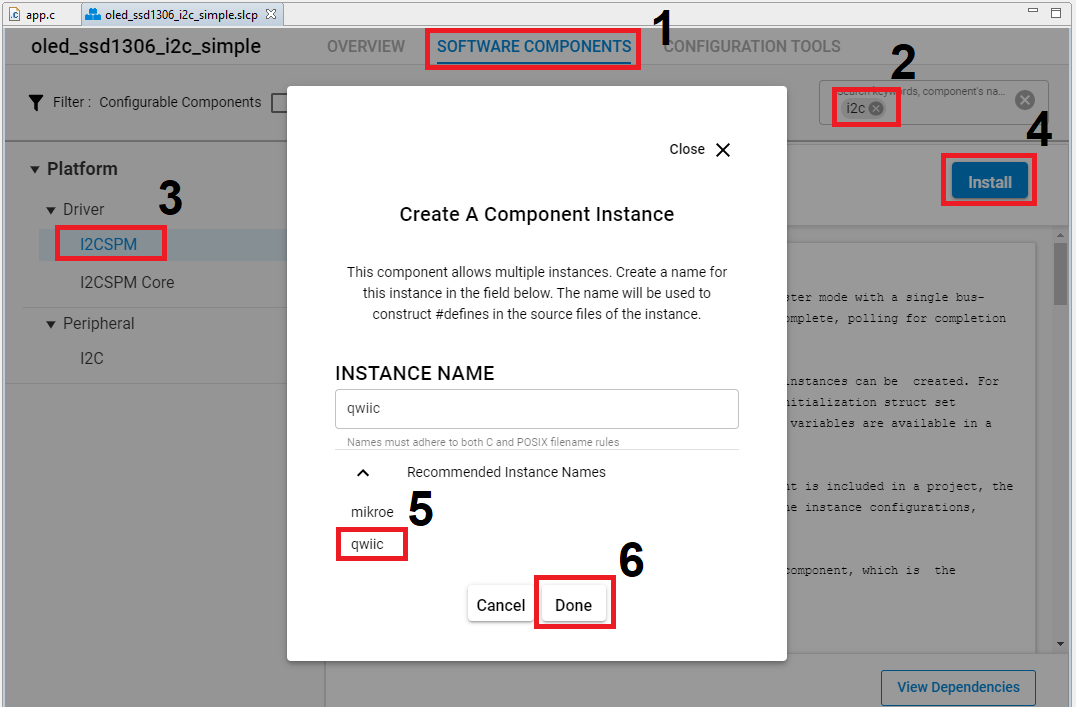 app.c
oled_ssd1306_i2c_simple.slcp
oled_ssd1306_i2c_simple
OVERVIEW
SOFTWARE COMPONENTS
CONFIGURATION TOOLS
1
2
Filter : Configurable Components
Search keywords, component's na...
i2c
4
Install
Platform
3
Driver
I2CSPM
I2CSPM Core
Peripheral
I2C
Close
Create A Component Instance
This component allows multiple instances. Create a name for
this instance in the field below. The name will be used to
construct #defines in the source files of the instance.
INSTANCE NAME
qwiic
Names must adhere to both C and POSIX filename rules
Recommended Instance Names
mikroe
5
qwiic
6
Cancel
Done
mode with a single bus-
polling for completion
instances can be created. For
struct set
variables are available in a
is included in a project, the
instance configurations,
component, which is the
View Dependencies